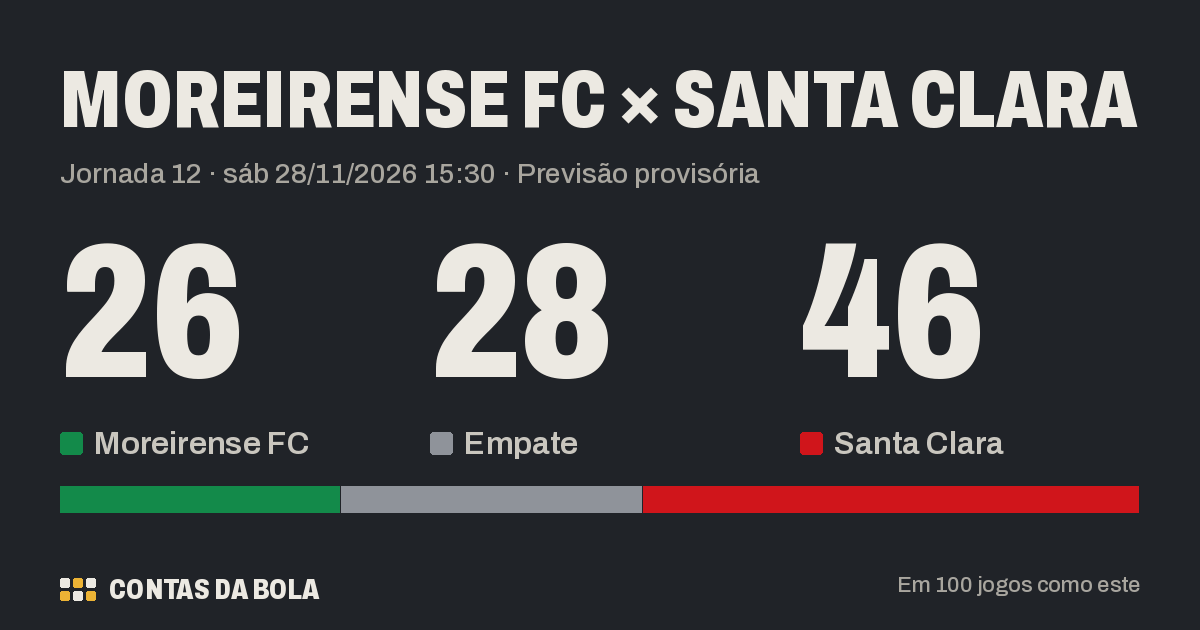 MOREIRENSE FC × SANTA CLARA
Jornada 12 · sáb 28/11/2026 15:30 · Previsão provisória
26 28 46
Moreirense FC Empate Santa Clara
CONTAS DA BOLA Em 100 jogos como este